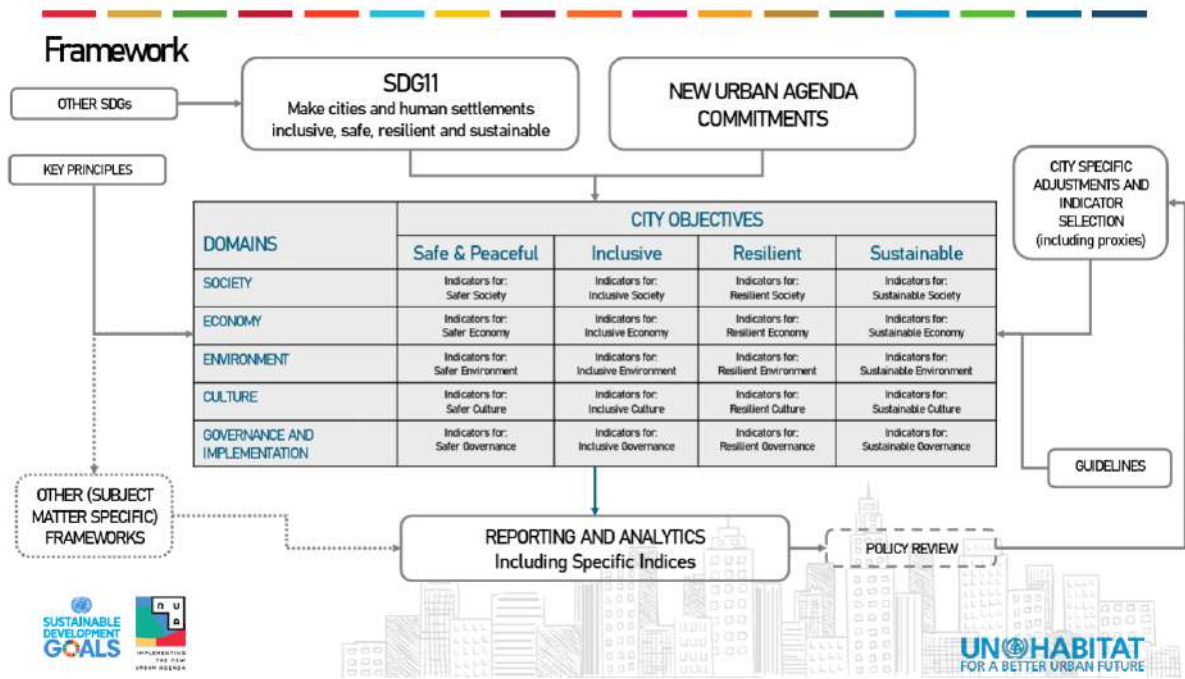 Framework
OTHER SDGs
SDG11
Make cities and human settlements
inclusive, safe, resilient and sustainable
NEW URBAN AGENDA
COMMITMENTS
KEY PRINCIPLES
CITY SPECIFIC
ADJUSTMENTS AND
INDICATOR
SELECTION
(including proxies)
DOMAINS
CITY OBJECTIVES
Safe & Peaceful
Inclusive
Resilient
Sustainable
SOCIETY
Indicators for:
Safer Society
Indicators for:
Inclusive Society
Indicators for:
Resilient Society
Indicators for:
Sustainable Society
ECONOMY
Indicators for:
Safer Economy
Indicators for:
Inclusive Economy
Indicators for:
Resilient Economy
Indicators for:
Sustainable Economy
ENVIRONMENT
Indicators for:
Safer Environment
Indicators for:
Inclusive Environment
Indicators for:
Resilient Environment
Indicators for:
Sustainable Environment
CULTURE
Indicators for:
Safer Culture
Indicators for:
Inclusive Culture
Indicators for:
Resilient Culture
Indicators for:
Sustainable Culture
GOVERNANCE AND
IMPLEMENTATION
Indicators for:
Safer Governance
Indicators for:
Inclusive Governance
Indicators for:
Resilient Governance
Indicators for:
Sustainable Governance
GUIDELINES
OTHER (SUBJECT
MATTER SPECIFIC)
FRAMEWORKS
REPORTING AND ANALYTICS
Including Specific Indices
POLICY REVIEW
SUSTAINABLE
DEVELOPMENT
GOALS
N U
A
IMPLEMENTING
THE NEW
URBAN AGENDA
UN HABITAT
FOR A BETTER URBAN FUTURE